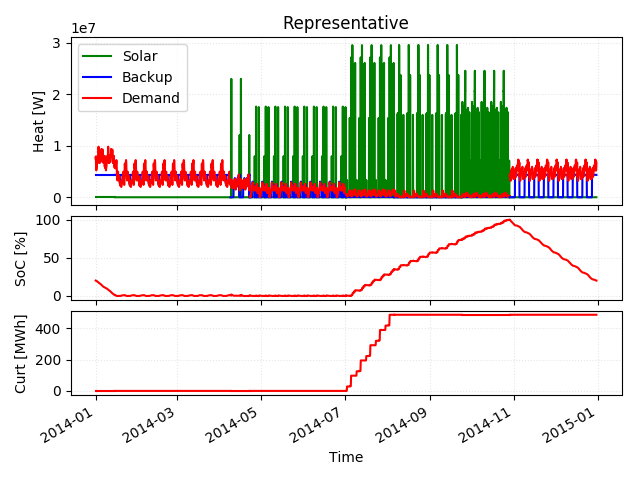 Representative
1e7
Solar
Backup
Demand
3
2
1
0
Heat [W]
100
50
0
SoC [%]
400
200
0
Curt [MWh]
2014-01
2014-03
2014-05
2014-07
2014-09
2014-11
2015-01
Time